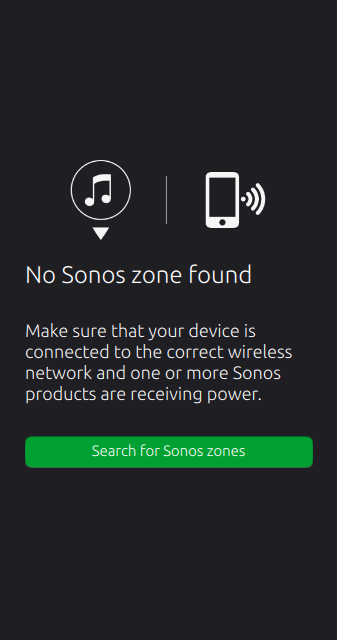 No Sonos zone found
Make sure that your device is
connected to the correct wireless
network and one or more Sonos
products are receiving power.
Search for Sonos zones